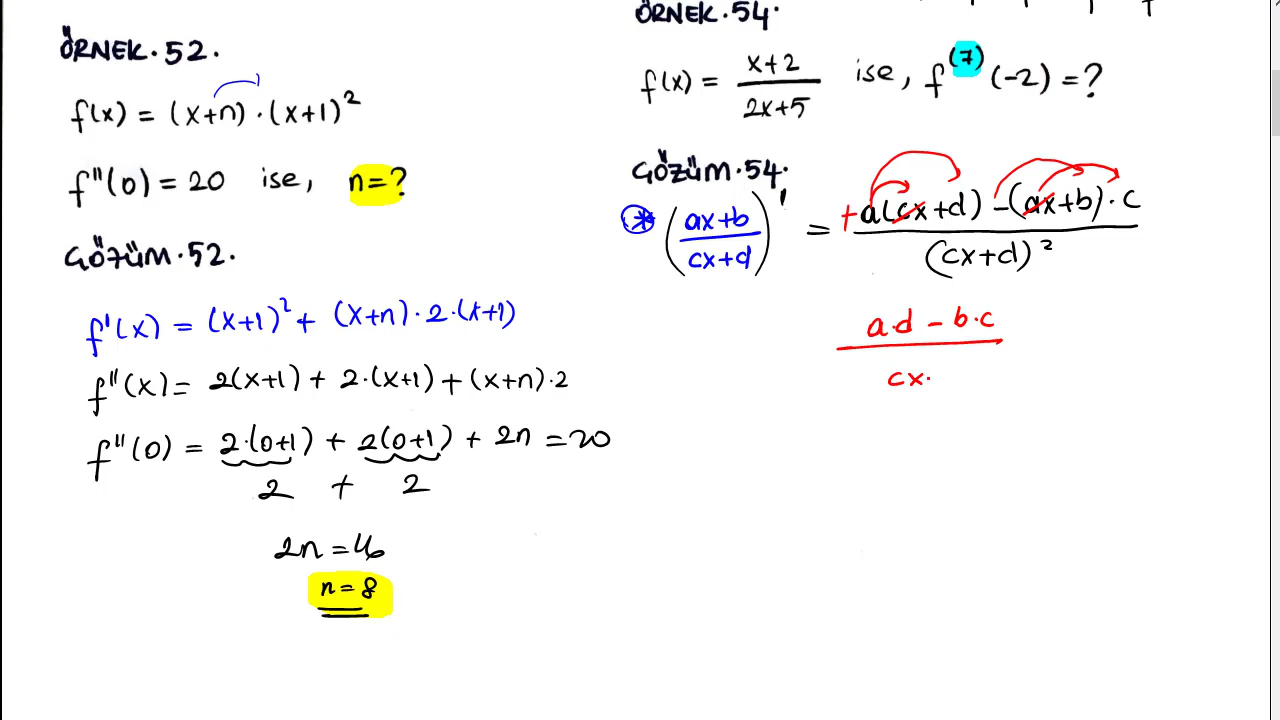 ÖRNEK.52.
f(x) = (x+n)·(x+1)²
f''(0) = 20 ise, n=?
ÇÖZÜM.52.
f'(x) = (x+1)² + (x+n)·2·(x+1)
f''(x) = 2(x+1) + 2·(x+1) + (x+n)·2
f''(0) = 2·(0+1) + 2(0+1) + 2n = 20
2 + 2
2n = 16
n = 8
ÖRNEK.54.
f(x) = (x+2)/(2x+5) ise, f⁽⁷⁾(-2) = ?
ÇÖZÜM.54.
* ((ax+b)/(cx+d))' = (+a(cx+d) - (ax+b)·c)/(cx+d)²
a·d - b·c
cx·